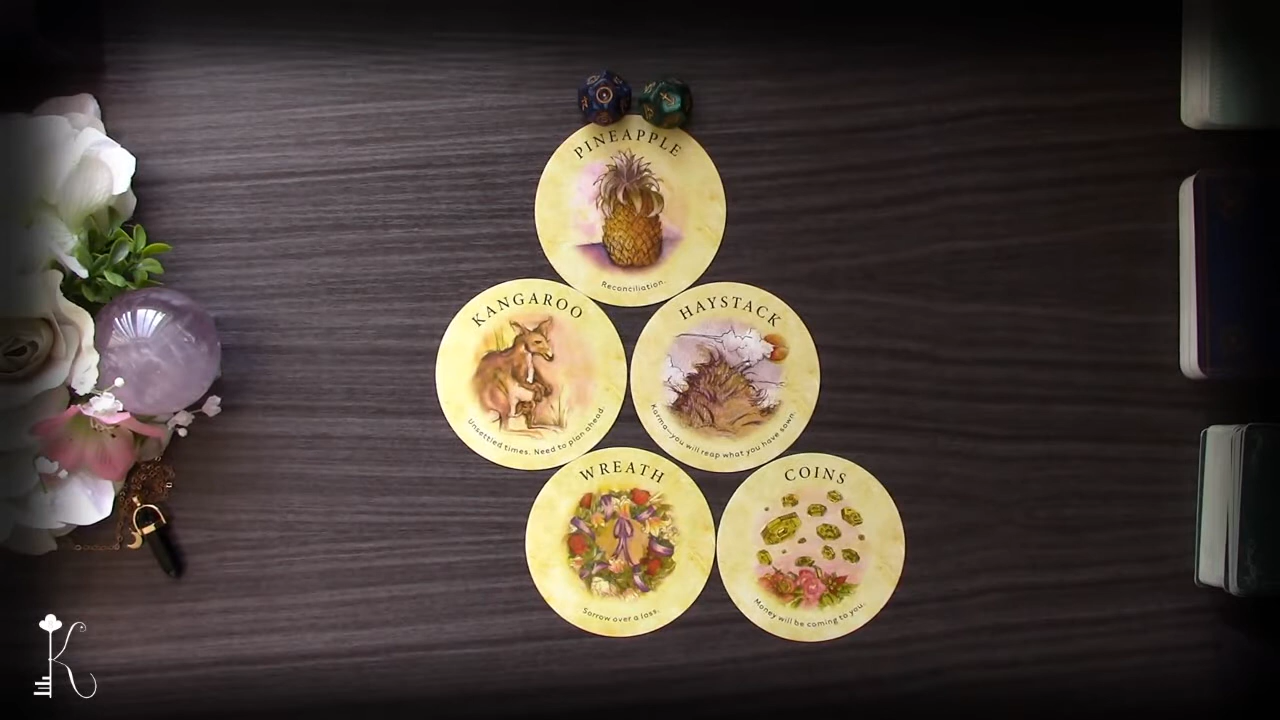 PINEAPPLE
Reconciliation.
KANGAROO
Unsettled times. Need to plan ahead.
HAYSTACK
Karma—you will reap what you have sown.
WREATH
Sorrow over a loss.
COINS
Money will be coming to you.
K